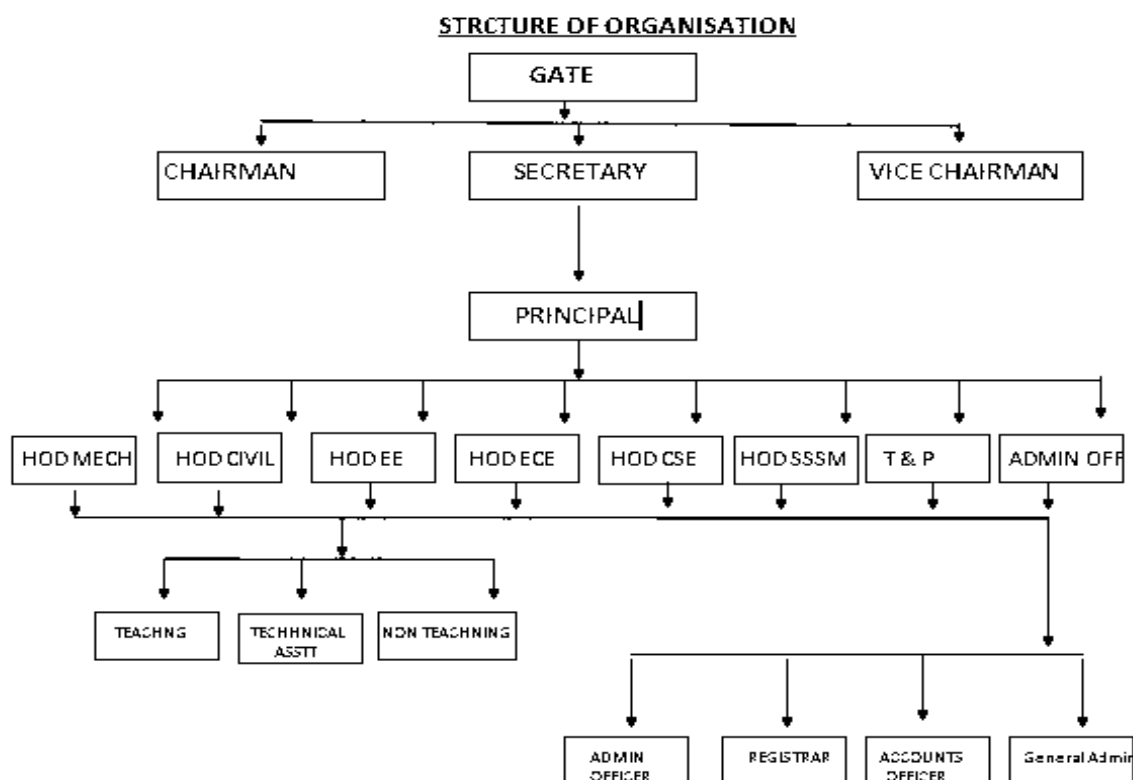 STRCTURE OF ORGANISATION
GATE
CHAIRMAN
SECRETARY
VICE CHAIRMAN
PRINCIPAL
HOD MECH
HOD CIVIL
HOD EE
HOD ECE
HOD CSE
HOD SSSM
T & P
ADMIN OFF
TEACHNG
TECHHNICAL
ASSTT
NON TEACHNING
ADMIN
OFFICER
REGISTRAR
ACCOUNTS
OFFICER
General Admin